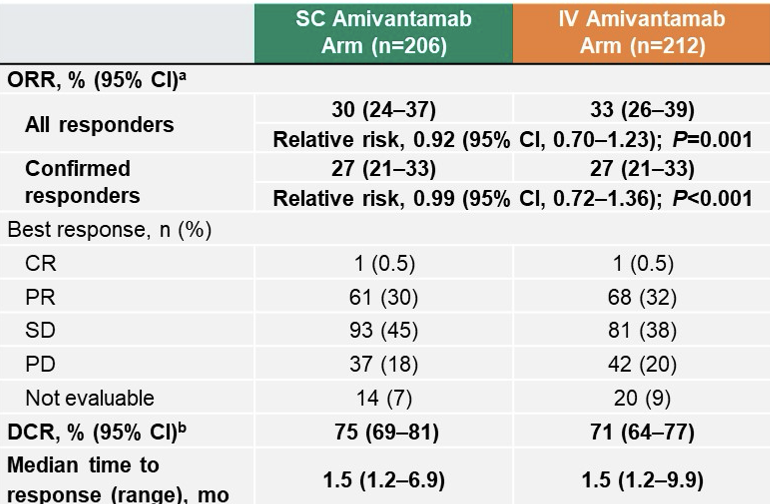 SC Amivantamab Arm (n=206) IV Amivantamab Arm (n=212)
ORR, % (95% CI)ᵃ
All responders 30 (24–37) 33 (26–39)
Relative risk, 0.92 (95% CI, 0.70–1.23); P=0.001
Confirmed responders 27 (21–33) 27 (21–33)
Relative risk, 0.99 (95% CI, 0.72–1.36); P<0.001
Best response, n (%)
CR 1 (0.5) 1 (0.5)
PR 61 (30) 68 (32)
SD 93 (45) 81 (38)
PD 37 (18) 42 (20)
Not evaluable 14 (7) 20 (9)
DCR, % (95% CI)ᵇ 75 (69–81) 71 (64–77)
Median time to response (range), mo 1.5 (1.2–6.9) 1.5 (1.2–9.9)